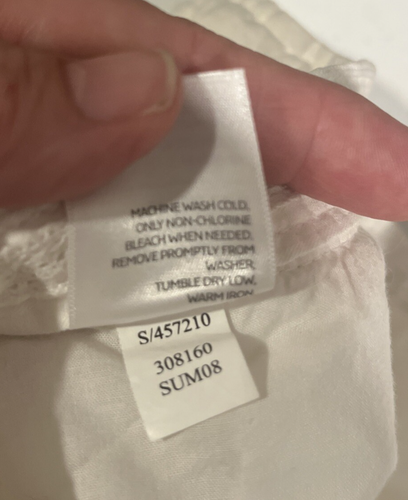 MACHINE WASH COLD,
ONLY NON-CHLORINE
BLEACH WHEN NEEDED,
REMOVE PROMPTLY FROM
WASHER,
TUMBLE DRY LOW,
WARM IRON
S/457210
308160
SUM08